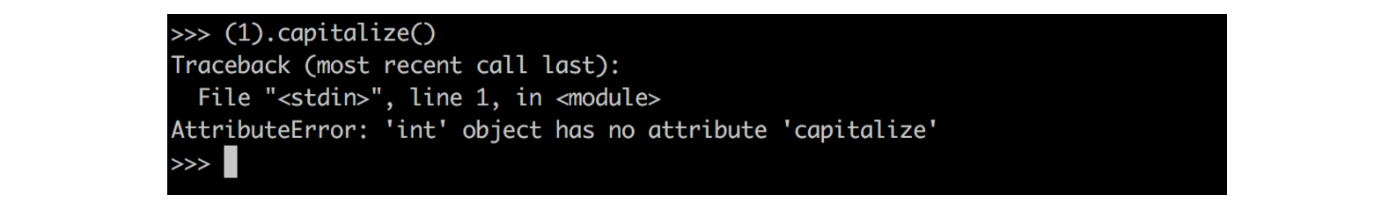 >>> (1).capitalize()
Traceback (most recent call last):
  File "<stdin>", line 1, in <module>
AttributeError: 'int' object has no attribute 'capitalize'
>>>